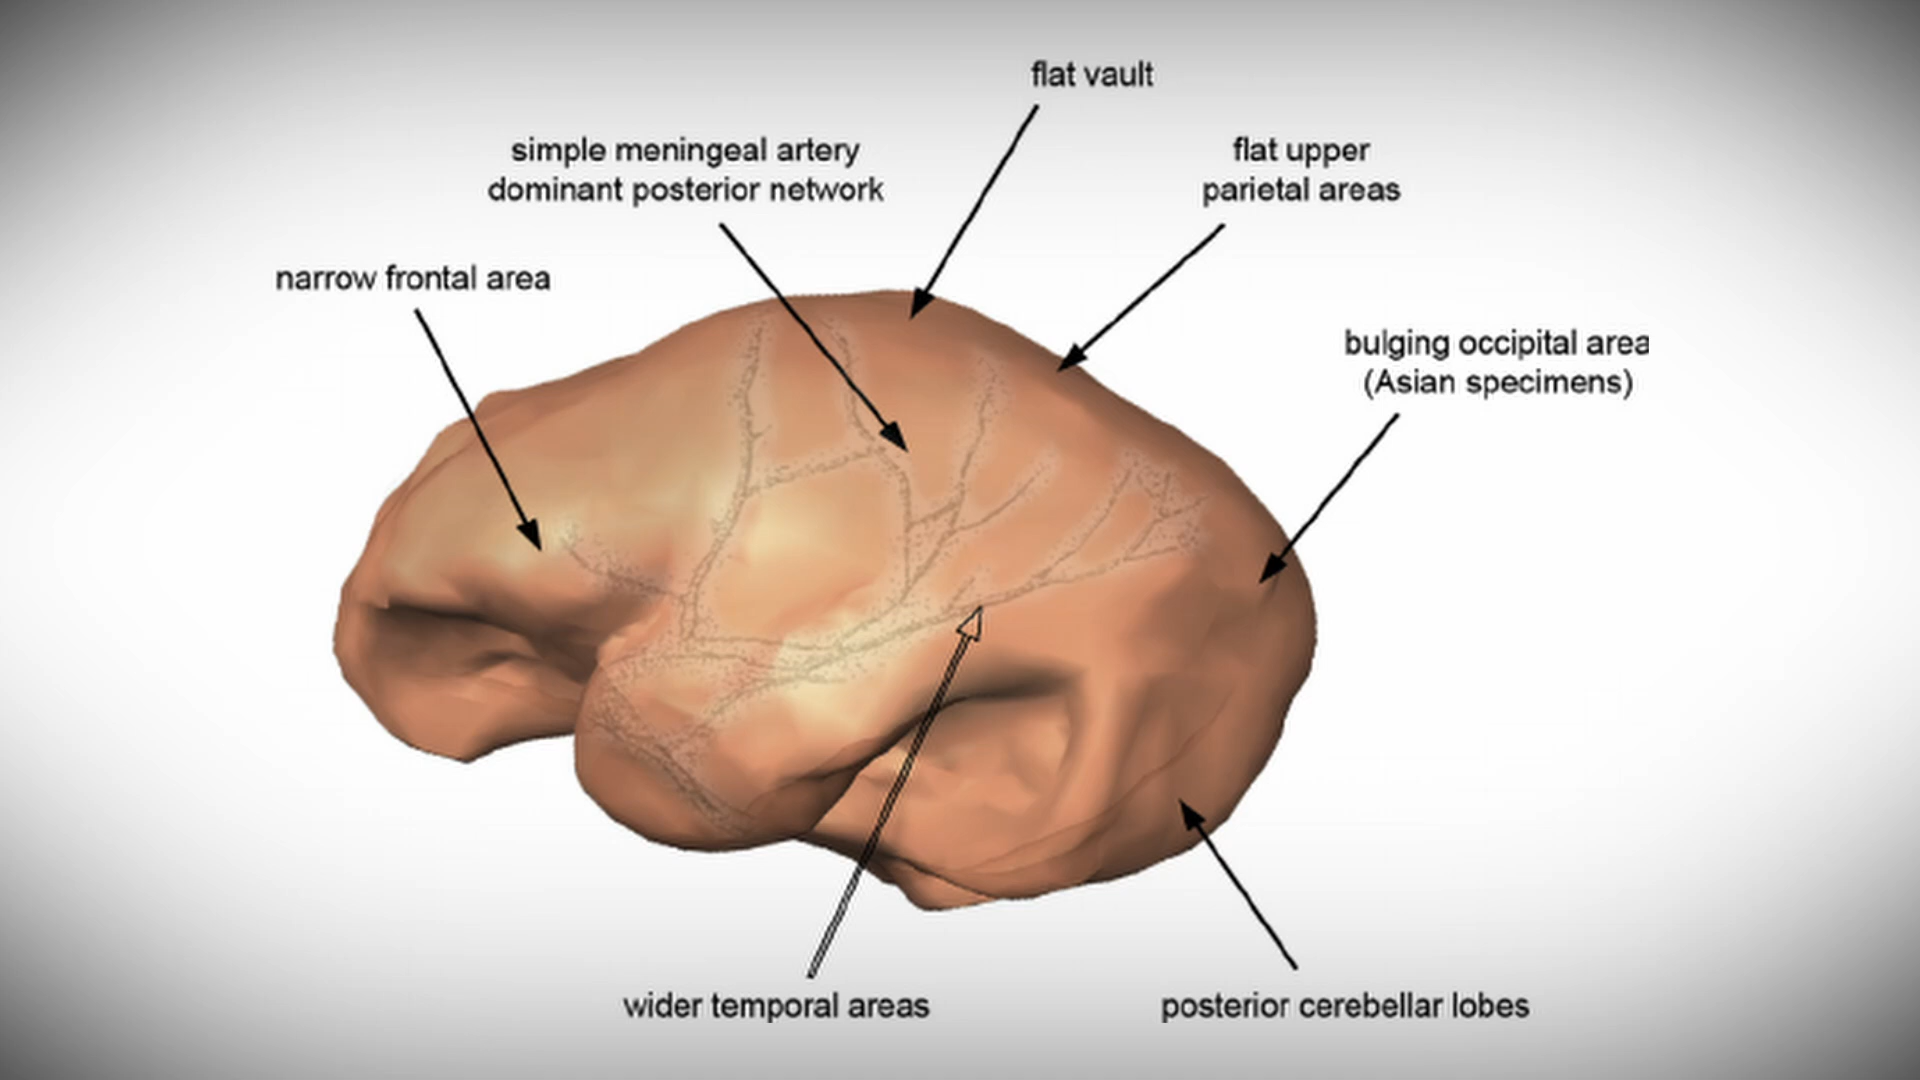 flat vault
simple meningeal artery
dominant posterior network
flat upper
parietal areas
narrow frontal area
bulging occipital area
(Asian specimens)
wider temporal areas
posterior cerebellar lobes